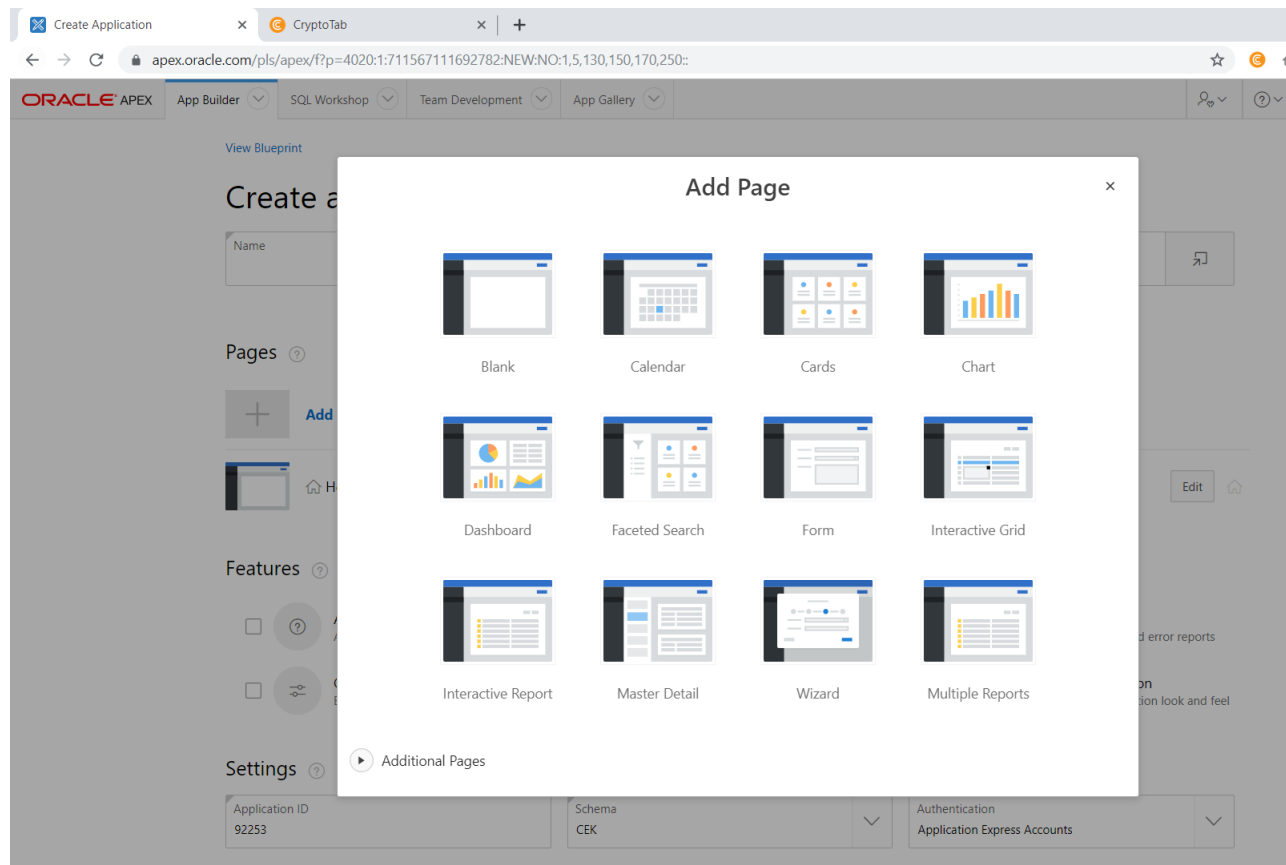 Create Application
CryptoTab
apex.oracle.com/pls/apex/f?p=4020:1:711567111692782:NEW:NO:1,5,130,150,170,250::
ORACLE APEX App Builder SQL Workshop Team Development App Gallery
View Blueprint
Create a
Name
Pages
Add
H
Edit
Features
A
A
d error reports
C
E
on
tion look and feel
Settings
Application ID
92253
Schema
CEK
Authentication
Application Express Accounts
Add Page
Blank Calendar Cards Chart
Dashboard Faceted Search Form Interactive Grid
Interactive Report Master Detail Wizard Multiple Reports
Additional Pages